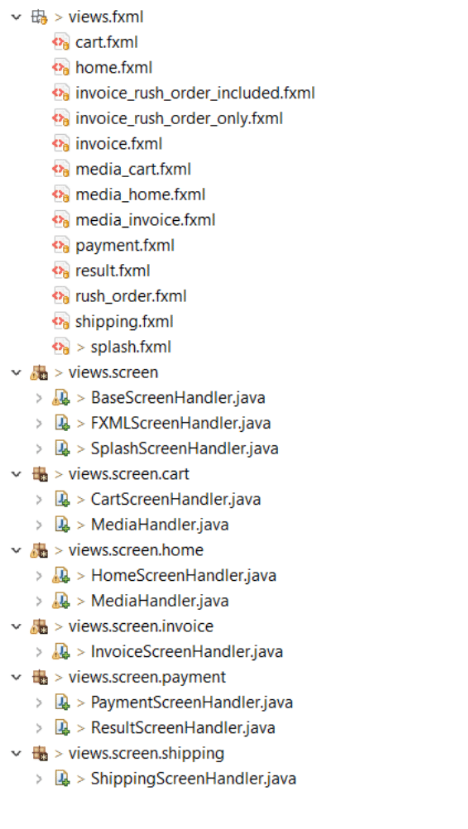 > views.fxml
cart.fxml
home.fxml
invoice_rush_order_included.fxml
invoice_rush_order_only.fxml
invoice.fxml
media_cart.fxml
media_home.fxml
media_invoice.fxml
payment.fxml
result.fxml
rush_order.fxml
shipping.fxml
> splash.fxml
> views.screen
> BaseScreenHandler.java
> FXMLScreenHandler.java
> SplashScreenHandler.java
> views.screen.cart
> CartScreenHandler.java
> MediaHandler.java
> views.screen.home
> HomeScreenHandler.java
> MediaHandler.java
> views.screen.invoice
> InvoiceScreenHandler.java
> views.screen.payment
> PaymentScreenHandler.java
> ResultScreenHandler.java
> views.screen.shipping
> ShippingScreenHandler.java